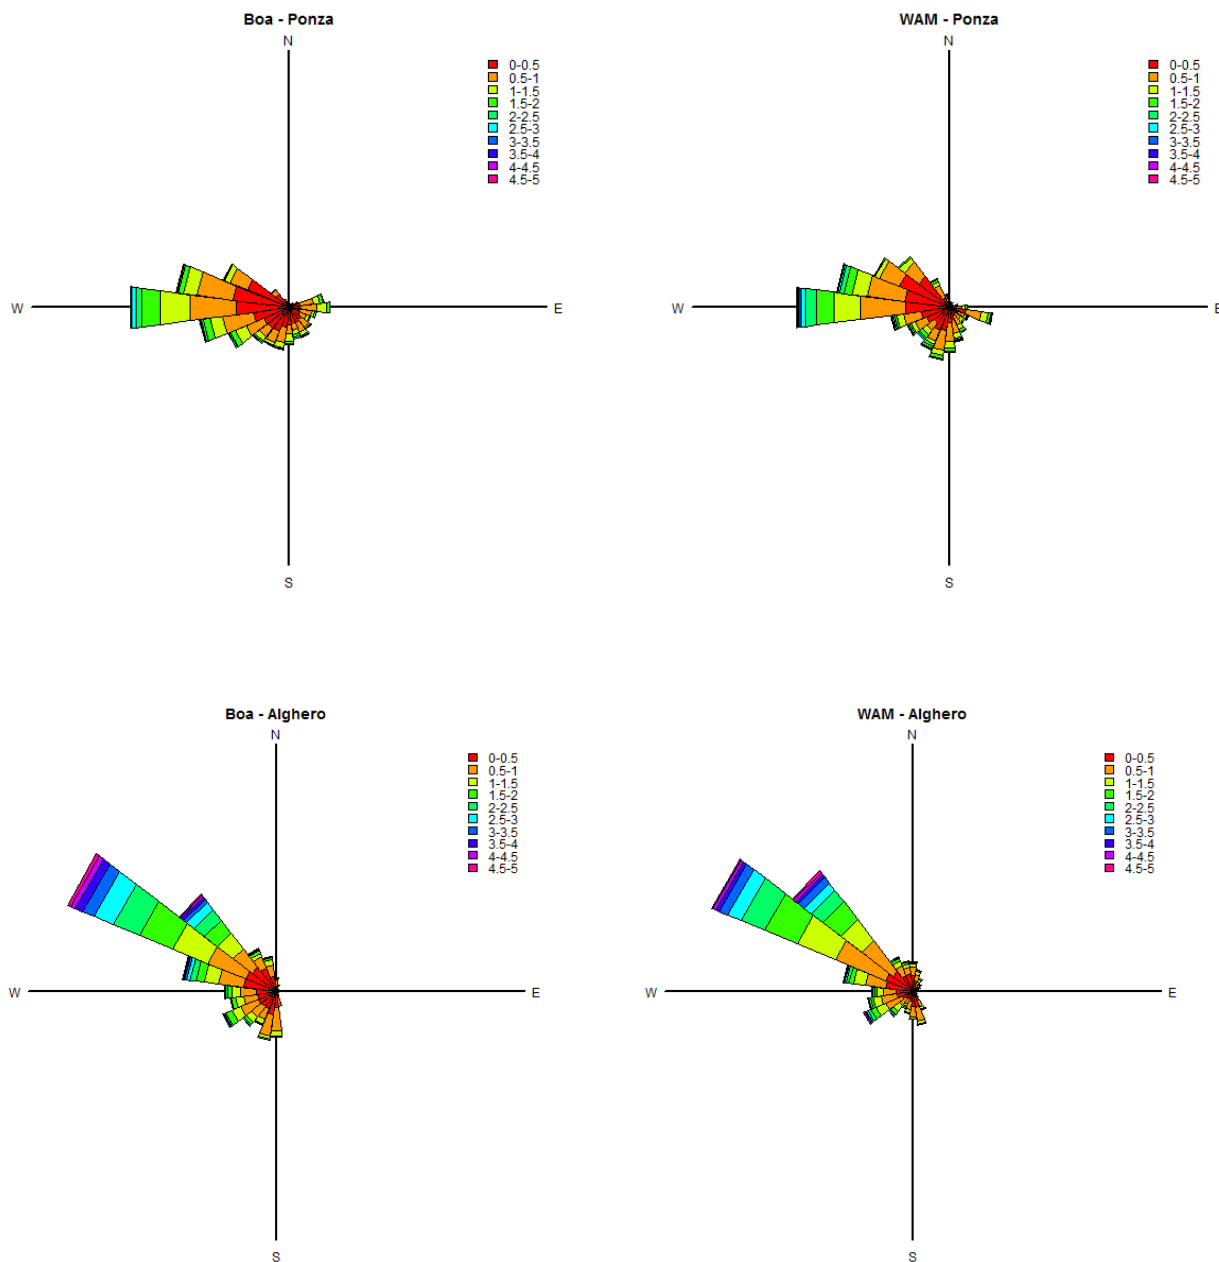 Boa - Ponza
N
0-0.5
0.5-1
1-1.5
1.5-2
2-2.5
2.5-3
3-3.5
3.5-4
4-4.5
4.5-5
W
E
S
WAM - Ponza
N
0-0.5
0.5-1
1-1.5
1.5-2
2-2.5
2.5-3
3-3.5
3.5-4
4-4.5
4.5-5
W
E
S
Boa - Alghero
N
0-0.5
0.5-1
1-1.5
1.5-2
2-2.5
2.5-3
3-3.5
3.5-4
4-4.5
4.5-5
W
E
S
WAM - Alghero
N
0-0.5
0.5-1
1-1.5
1.5-2
2-2.5
2.5-3
3-3.5
3.5-4
4-4.5
4.5-5
W
E
S